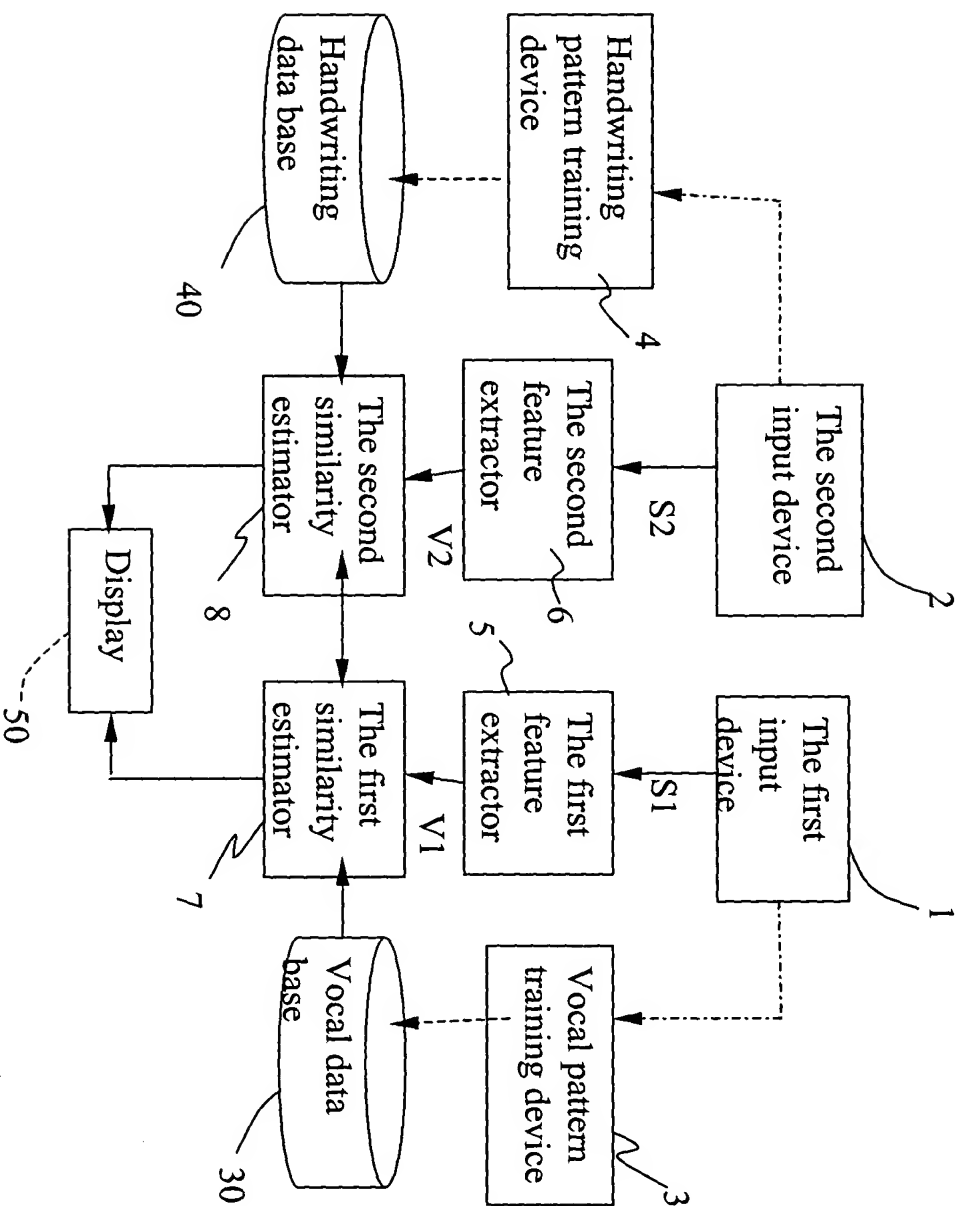 2
1
The second
input device
The first
input
device
S2
S1
3
4
Handwriting
pattern training
device
The second
feature
extractor
6
5
The first
feature
extractor
Vocal pattern
training device
V2
V1
Handwriting
data base
The second
similarity
estimator
The first
similarity
estimator
Vocal data
base
40
8
7
30
Display
50